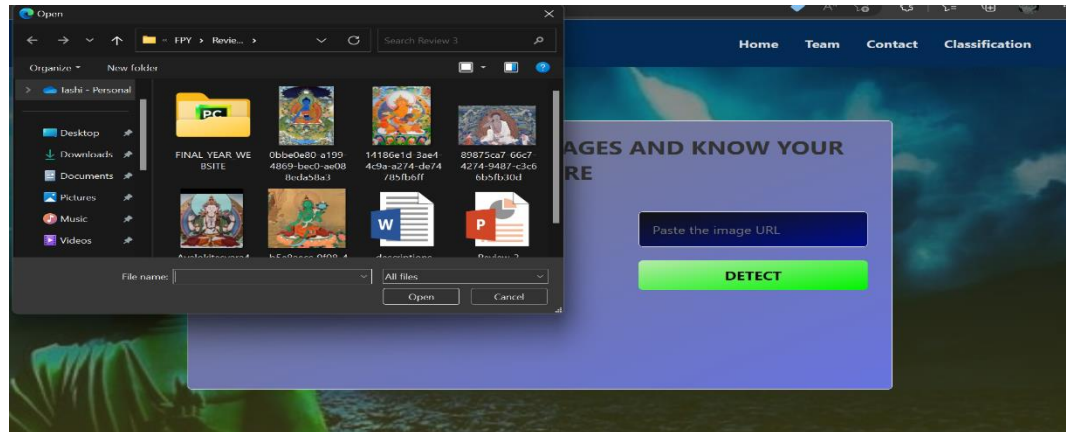 Open
FPY > Revie... >
Search Review 3
Organize
New folder
Iashi - Personal
Desktop
Downloads
Documents
Pictures
Music
Videos
PC
FINAL YEAR WE
BSITE
0bbe0e80-a199-
4869-bec0-ae08
8eda58a3
14186e1d-3ae4-
4c9a-a274-de74
785fb6ff
89875ca7-66c7-
4274-9487-c3c6
6b5fb30d
W
P
File name:
All files
Open
Cancel
Home
Team
Contact
Classification
AGES AND KNOW YOUR
RE
Paste the image URL
DETECT